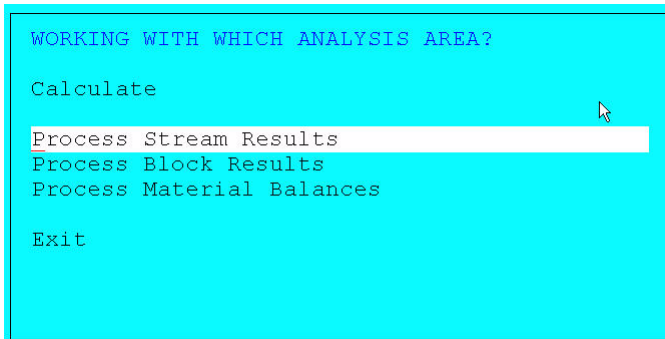 WORKING WITH WHICH ANALYSIS AREA?
Calculate
Process Stream Results
Process Block Results
Process Material Balances
Exit